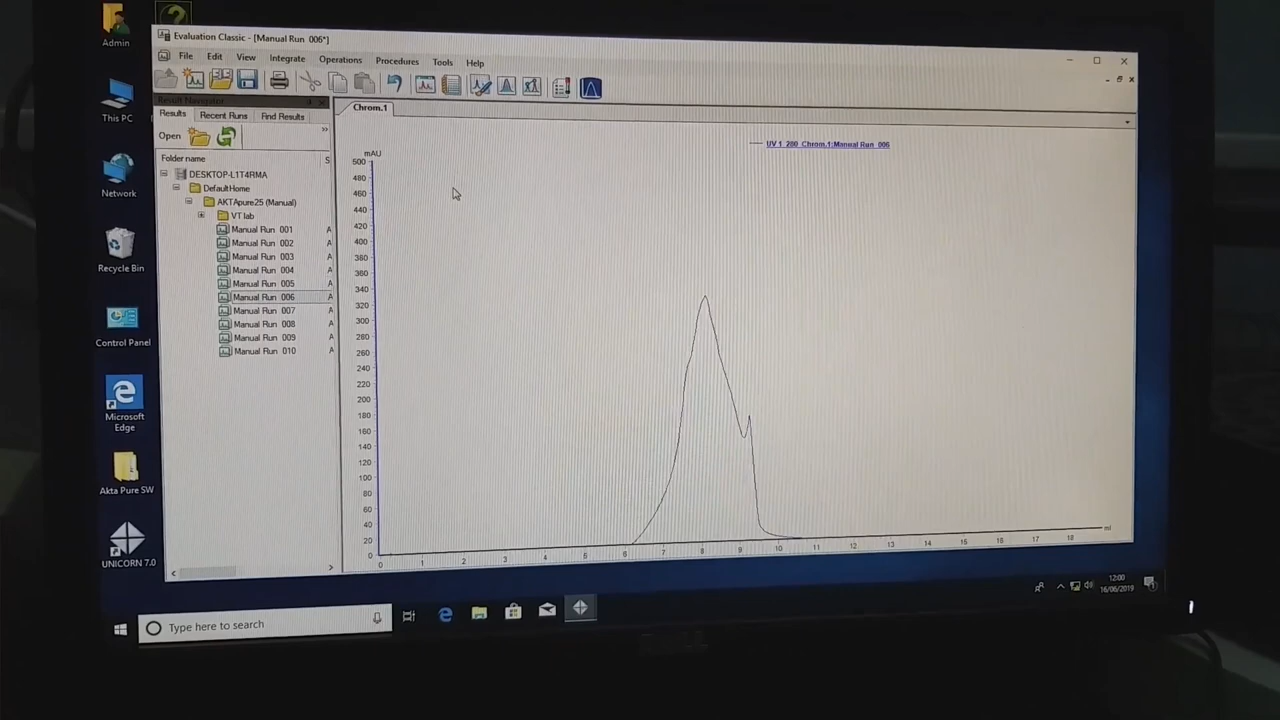 Admin
This PC
Network
Recycle Bin
Control Panel
Microsoft
Edge
Akta Pure SW
UNICORN 7.0
Evaluation Classic - [Manual Run 006*]
File Edit View Integrate Operations Procedures Tools Help
Result Navigator
Results Recent Runs Find Results
Open
Folder name S
DESKTOP-L1T4RMA
DefaultHome
AKTApure25 (Manual)
VT lab
Manual Run 001 A
Manual Run 002 A
Manual Run 003 A
Manual Run 004 A
Manual Run 005 A
Manual Run 006 A
Manual Run 007 A
Manual Run 008 A
Manual Run 009 A
Manual Run 010 A
Chrom.1
UV 1_280_Chrom.1:Manual Run 006
mAU
500
480
460
440
420
400
380
360
340
320
300
280
260
240
220
200
180
160
140
120
100
80
60
40
20
0
0 1 2 3 4 5 6 7 8 9 10 11 12 13 14 15 16 17 18 ml
Type here to search
12:00
16/06/2019
DELL